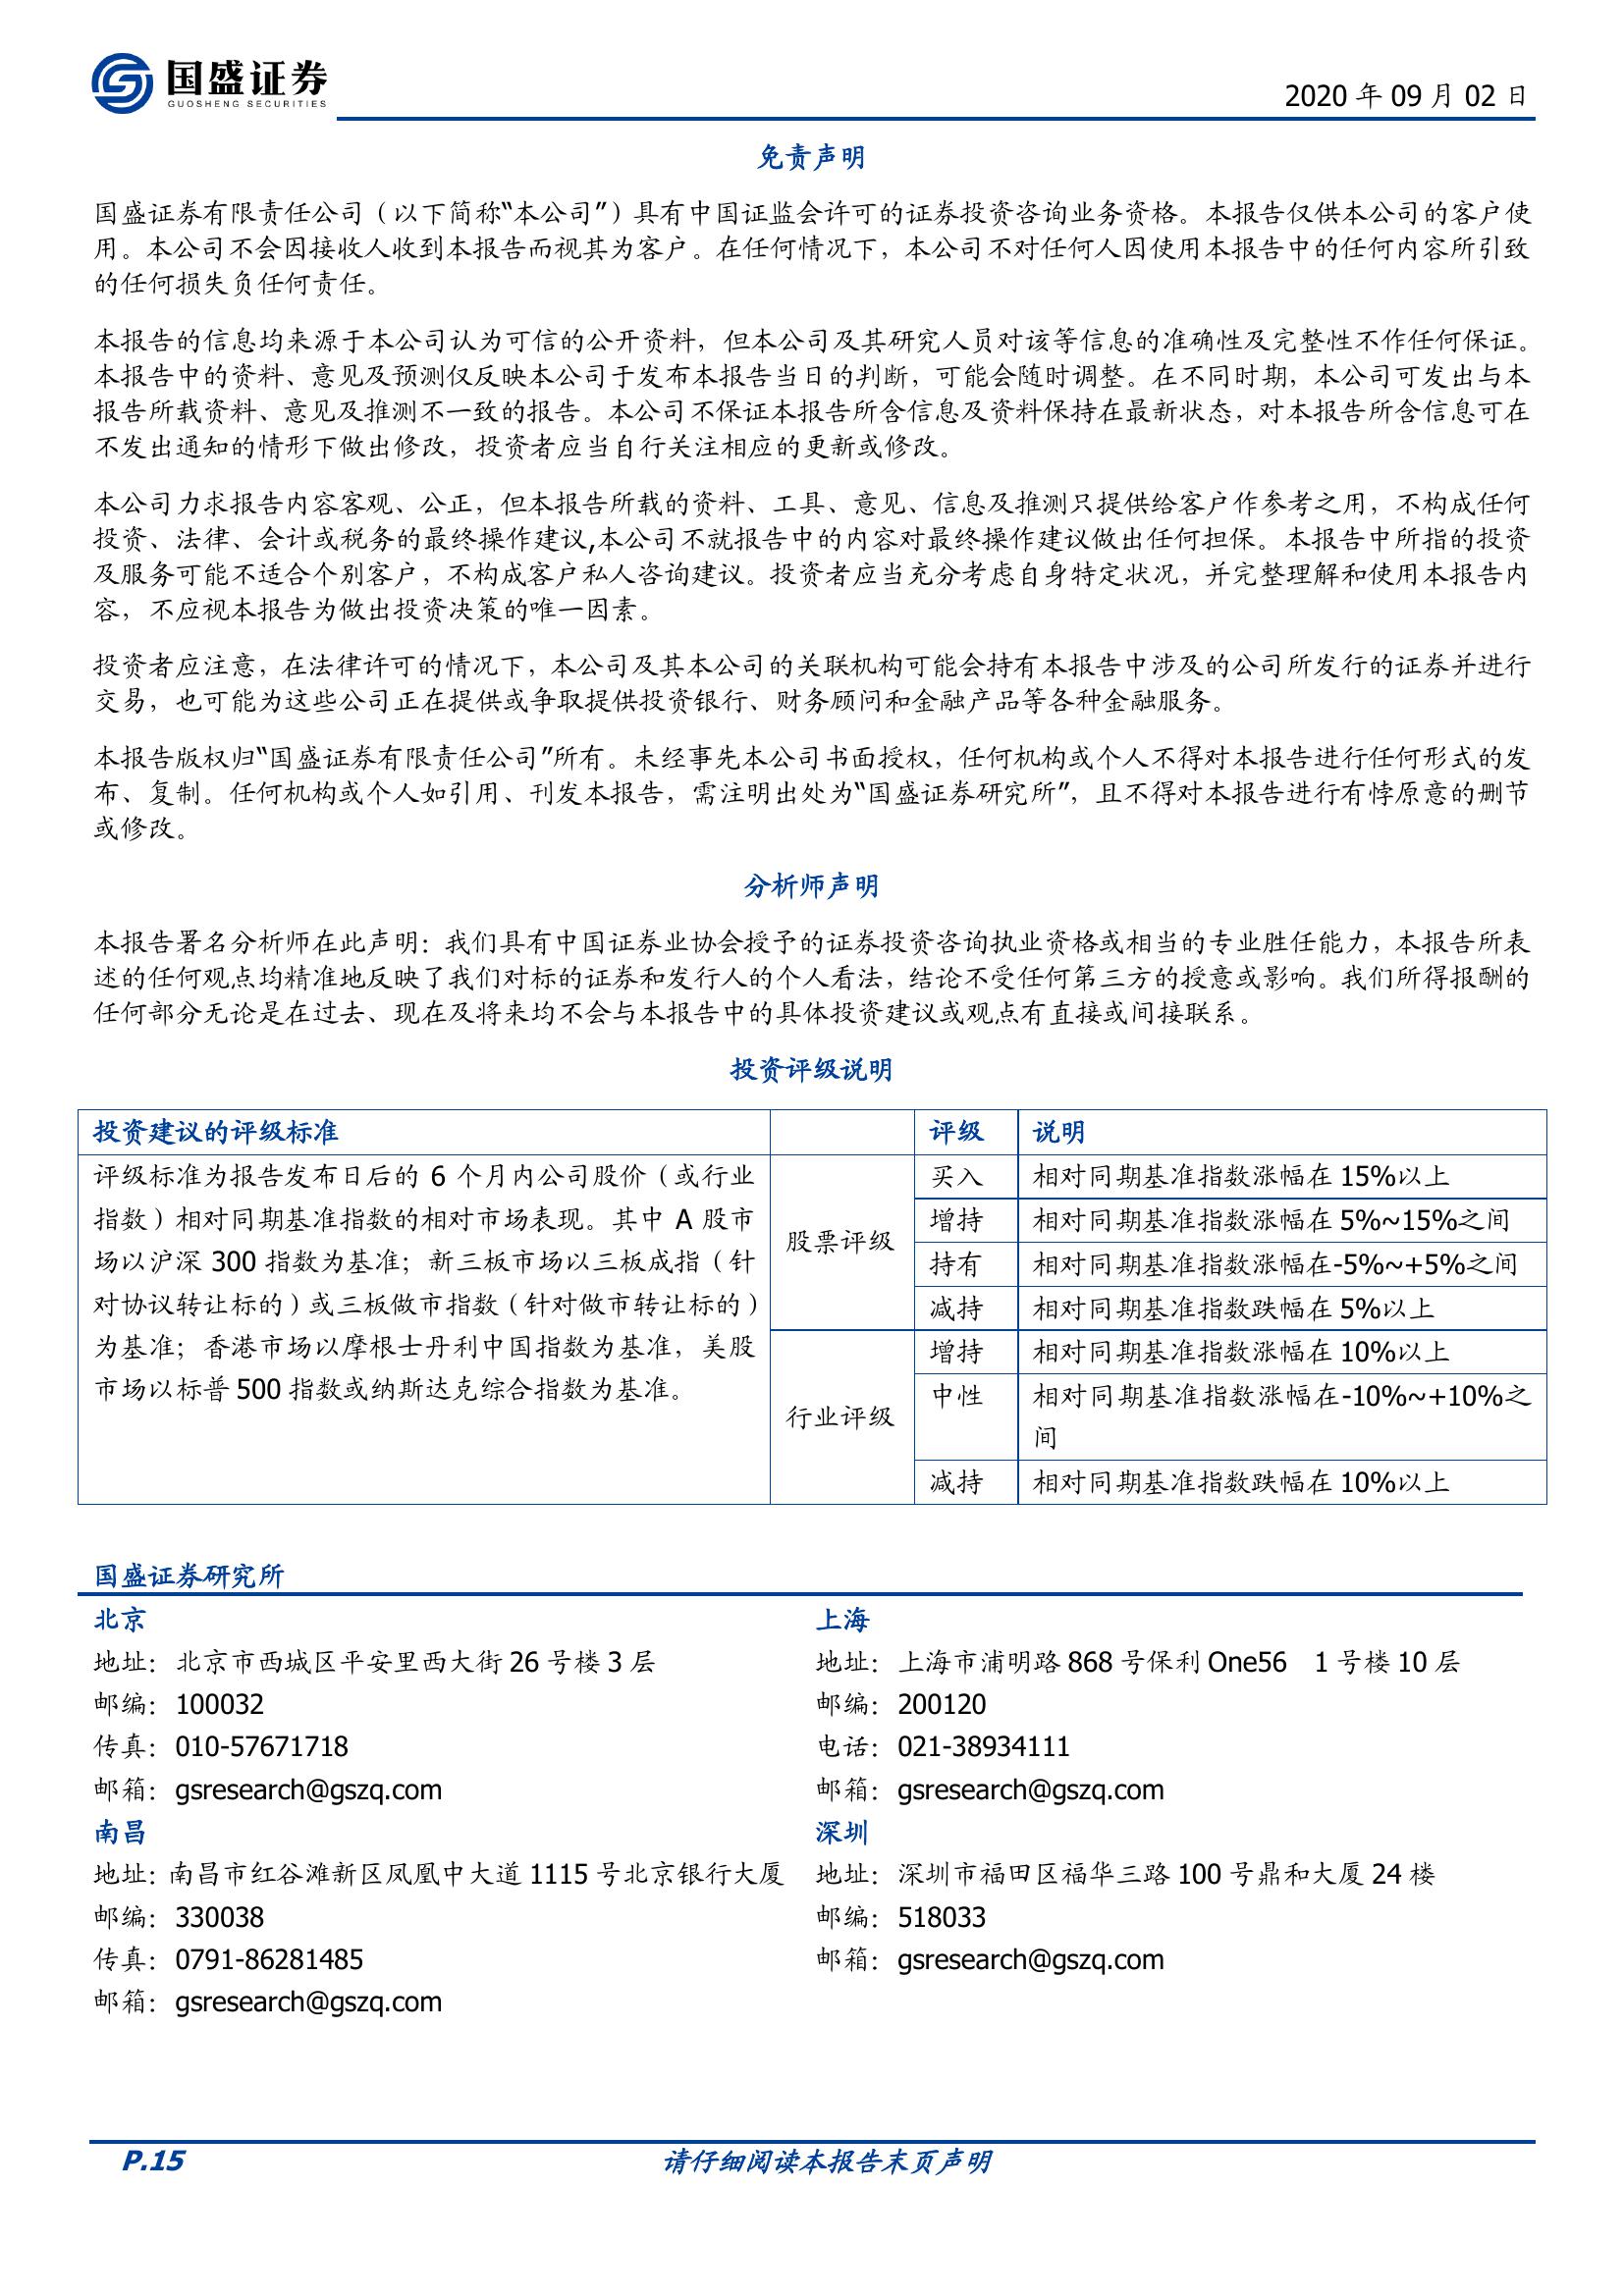 国盛证券
GUOSHENG SECURITIES
2020 年 09 月 02 日
免责声明
国盛证券有限责任公司（以下简称“本公司”）具有中国证监会许可的证券投资咨询业务资格。本报告仅供本公司的客户使
用。本公司不会因接收人收到本报告而视其为客户。在任何情况下，本公司不对任何人因使用本报告中的任何内容所引致
的任何损失负任何责任。
本报告的信息均来源于本公司认为可信的公开资料，但本公司及其研究人员对该等信息的准确性及完整性不作任何保证。
本报告中的资料、意见及预测仅反映本公司于发布本报告当日的判断，可能会随时调整。在不同时期，本公司可发出与本
报告所载资料、意见及推测不一致的报告。本公司不保证本报告所含信息及资料保持在最新状态，对本报告所含信息可在
不发出通知的情形下做出修改，投资者应当自行关注相应的更新或修改。
本公司力求报告内容客观、公正，但本报告所载的资料、工具、意见、信息及推测只提供给客户作参考之用，不构成任何
投资、法律、会计或税务的最终操作建议,本公司不就报告中的内容对最终操作建议做出任何担保。本报告中所指的投资
及服务可能不适合个别客户，不构成客户私人咨询建议。投资者应当充分考虑自身特定状况，并完整理解和使用本报告内
容，不应视本报告为做出投资决策的唯一因素。
投资者应注意，在法律许可的情况下，本公司及其本公司的关联机构可能会持有本报告中涉及的公司所发行的证券并进行
交易，也可能为这些公司正在提供或争取提供投资银行、财务顾问和金融产品等各种金融服务。
本报告版权归“国盛证券有限责任公司”所有。未经事先本公司书面授权，任何机构或个人不得对本报告进行任何形式的发
布、复制。任何机构或个人如引用、刊发本报告，需注明出处为“国盛证券研究所”，且不得对本报告进行有悖原意的删节
或修改。
分析师声明
本报告署名分析师在此声明：我们具有中国证券业协会授予的证券投资咨询执业资格或相当的专业胜任能力，本报告所表
述的任何观点均精准地反映了我们对标的证券和发行人的个人看法，结论不受任何第三方的授意或影响。我们所得报酬的
任何部分无论是在过去、现在及将来均不会与本报告中的具体投资建议或观点有直接或间接联系。
投资评级说明
投资建议的评级标准 评级 说明
评级标准为报告发布日后的 6 个月内公司股价（或行业
指数）相对同期基准指数的相对市场表现。其中 A 股市
场以沪深 300 指数为基准；新三板市场以三板成指（针
对协议转让标的）或三板做市指数（针对做市转让标的）
为基准；香港市场以摩根士丹利中国指数为基准，美股
市场以标普 500 指数或纳斯达克综合指数为基准。
股票评级
买入 相对同期基准指数涨幅在 15%以上
增持 相对同期基准指数涨幅在 5%~15%之间
持有 相对同期基准指数涨幅在-5%~+5%之间
减持 相对同期基准指数跌幅在 5%以上
行业评级
增持 相对同期基准指数涨幅在 10%以上
中性 相对同期基准指数涨幅在-10%~+10%之
间
减持 相对同期基准指数跌幅在 10%以上
国盛证券研究所
北京
地址：北京市西城区平安里西大街 26 号楼 3 层
邮编：100032
传真：010-57671718
邮箱：gsresearch@gszq.com
南昌
地址：南昌市红谷滩新区凤凰中大道 1115 号北京银行大厦
邮编：330038
传真：0791-86281485
邮箱：gsresearch@gszq.com
上海
地址：上海市浦明路 868 号保利 One56 1 号楼 10 层
邮编：200120
电话：021-38934111
邮箱：gsresearch@gszq.com
深圳
地址：深圳市福田区福华三路 100 号鼎和大厦 24 楼
邮编：518033
邮箱：gsresearch@gszq.com
P.15
请仔细阅读本报告末页声明